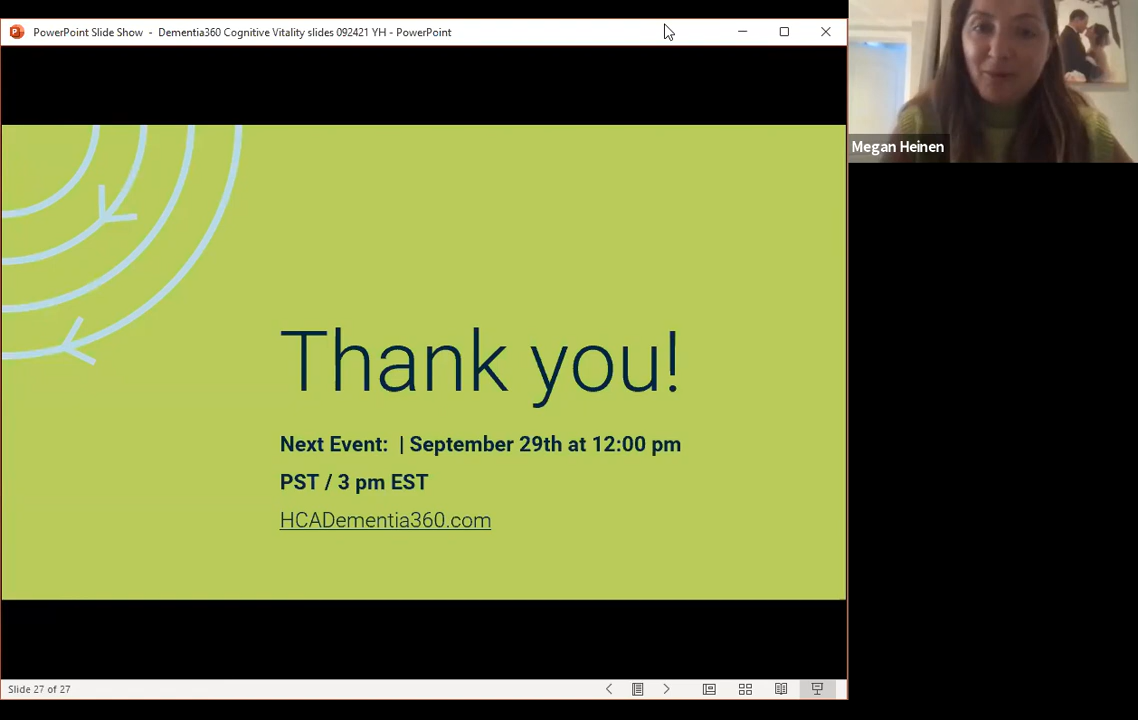 PowerPoint Slide Show - Dementia360 Cognitive Vitality slides 092421 YH - PowerPoint
Megan Heinen
Thank you!
Next Event:  | September 29th at 12:00 pm
PST / 3 pm EST
HCADementia360.com
Slide 27 of 27